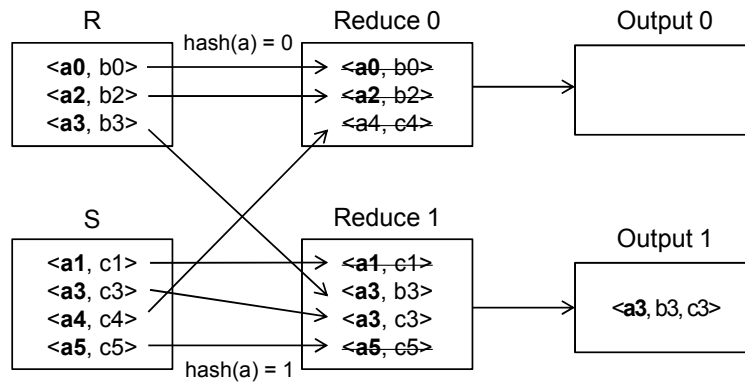 R
hash(a) = 0
Reduce 0
Output 0
<a0, b0>
<a2, b2>
<a3, b3>
<a0, b0>
<a2, b2>
<a4, c4>
S
Reduce 1
Output 1
<a1, c1>
<a3, c3>
<a4, c4>
<a5, c5>
hash(a) = 1
<a1, c1>
<a3, b3>
<a3, c3>
<a5, c5>
<a3, b3, c3>